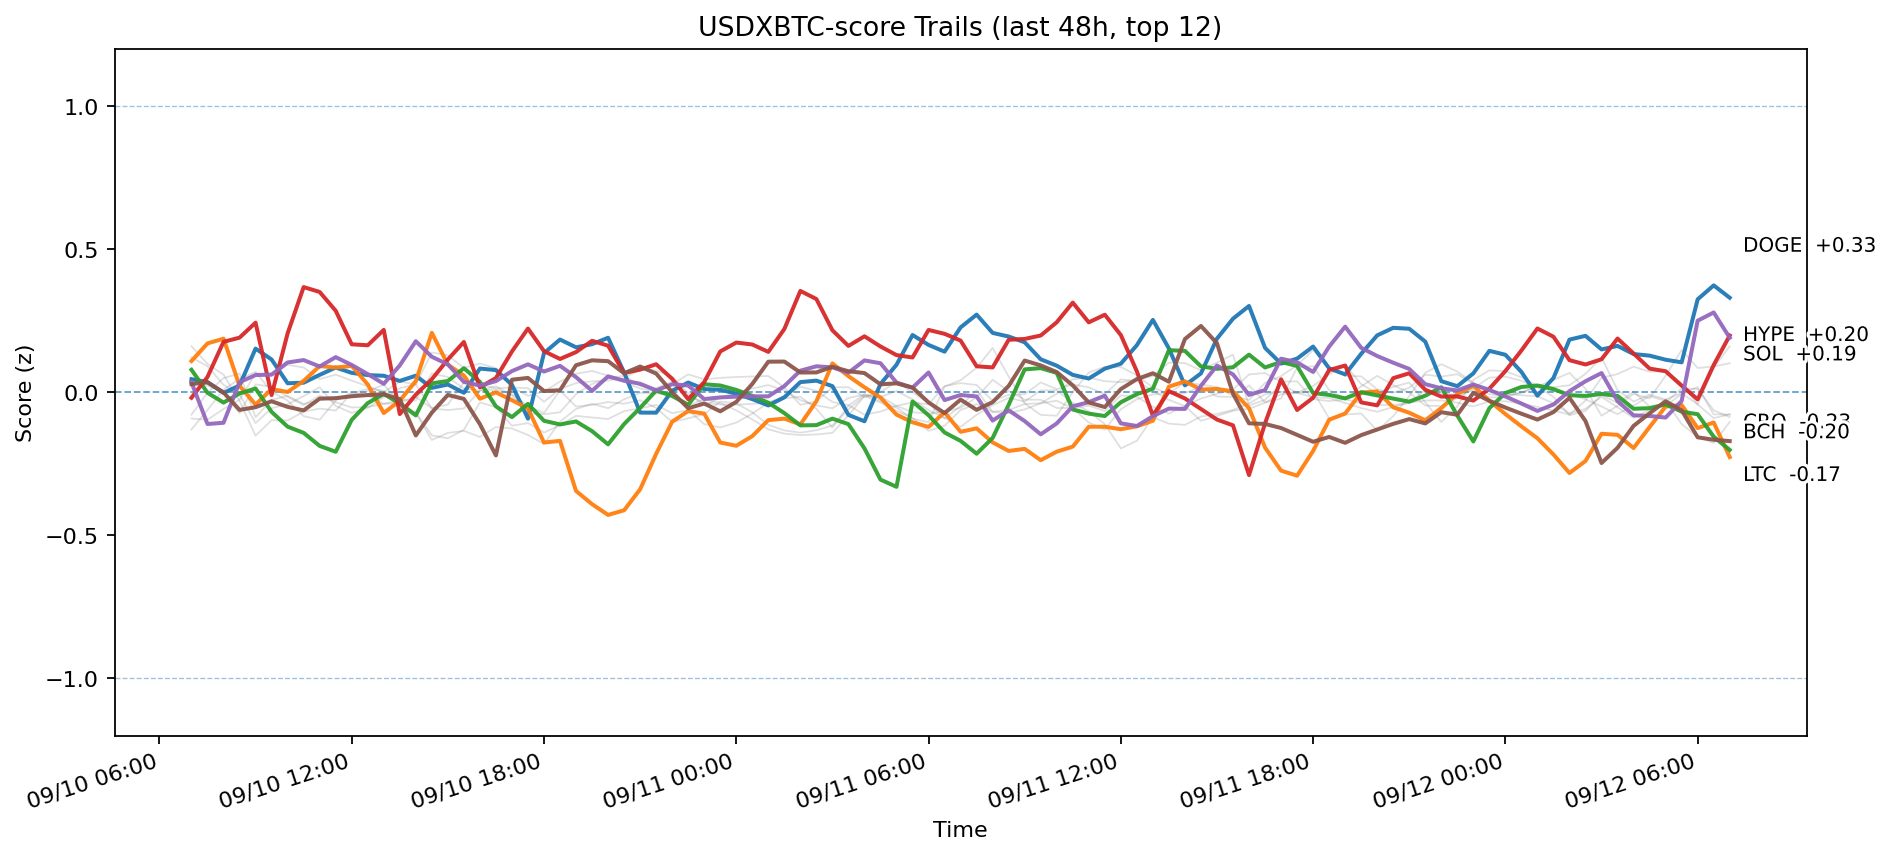 USDXBTC-score Trails (last 48h, top 12)
Score (z)
1.0
0.5
0.0
−0.5
−1.0
DOGE +0.33
HYPE +0.20
SOL +0.19
CRO -0.23
BCH -0.20
LTC -0.17
09/10 06:00
09/10 12:00
09/10 18:00
09/11 00:00
09/11 06:00
09/11 12:00
09/11 18:00
09/12 00:00
09/12 06:00
Time